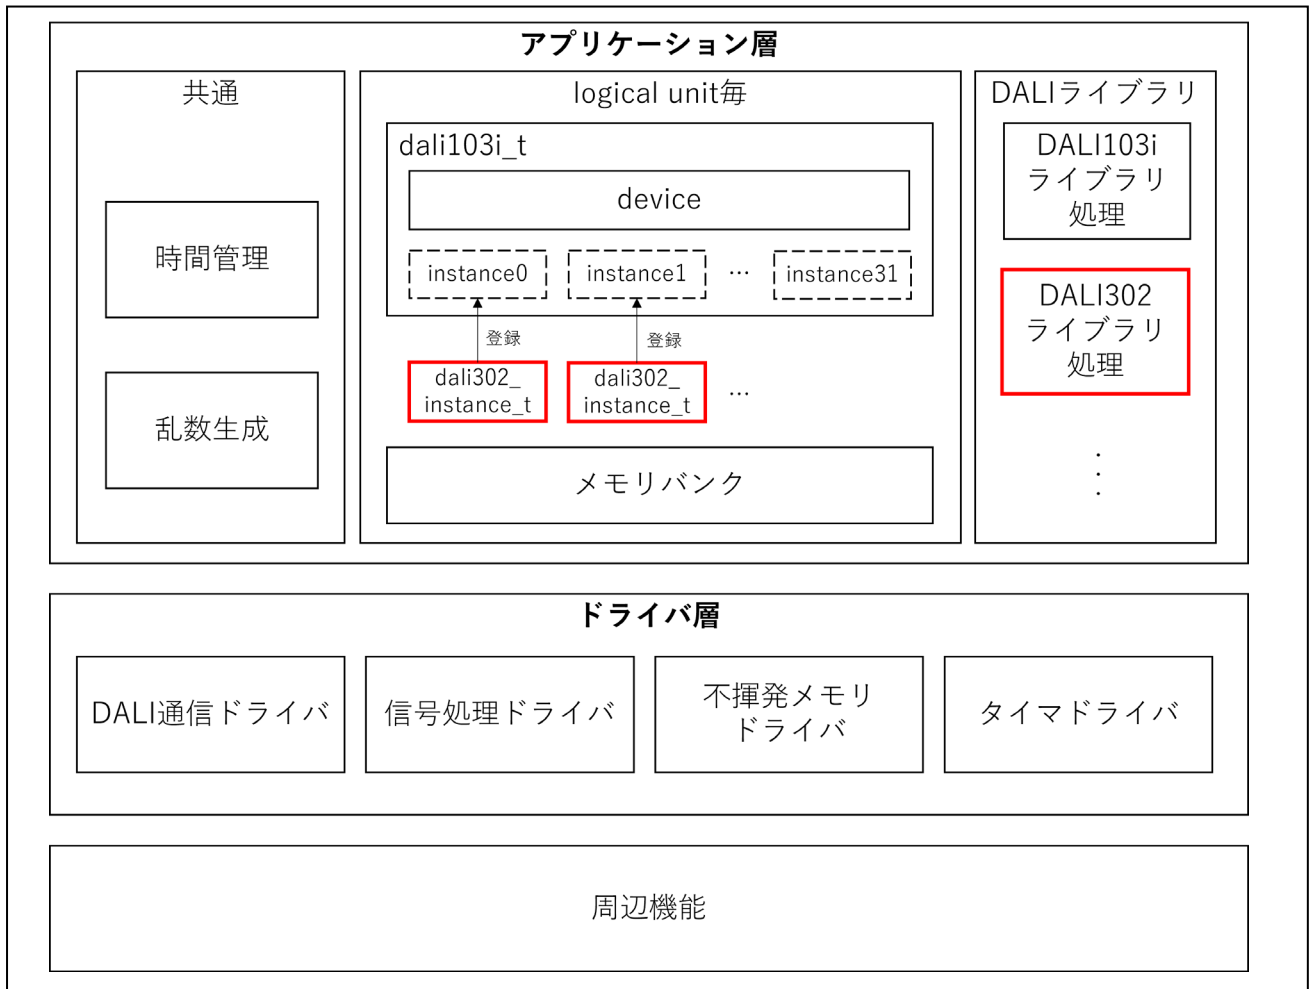 アプリケーション層
共通
時間管理
乱数生成
logical unit毎
dali103i_t
device
instance0
instance1
…
instance31
登録
登録
dali302_
instance_t
dali302_
instance_t
…
メモリバンク
DALIライブラリ
DALI103i
ライブラリ
処理
DALI302
ライブラリ
処理
・・・
ドライバ層
DALI通信ドライバ
信号処理ドライバ
不揮発メモリ
ドライバ
タイマドライバ
周辺機能